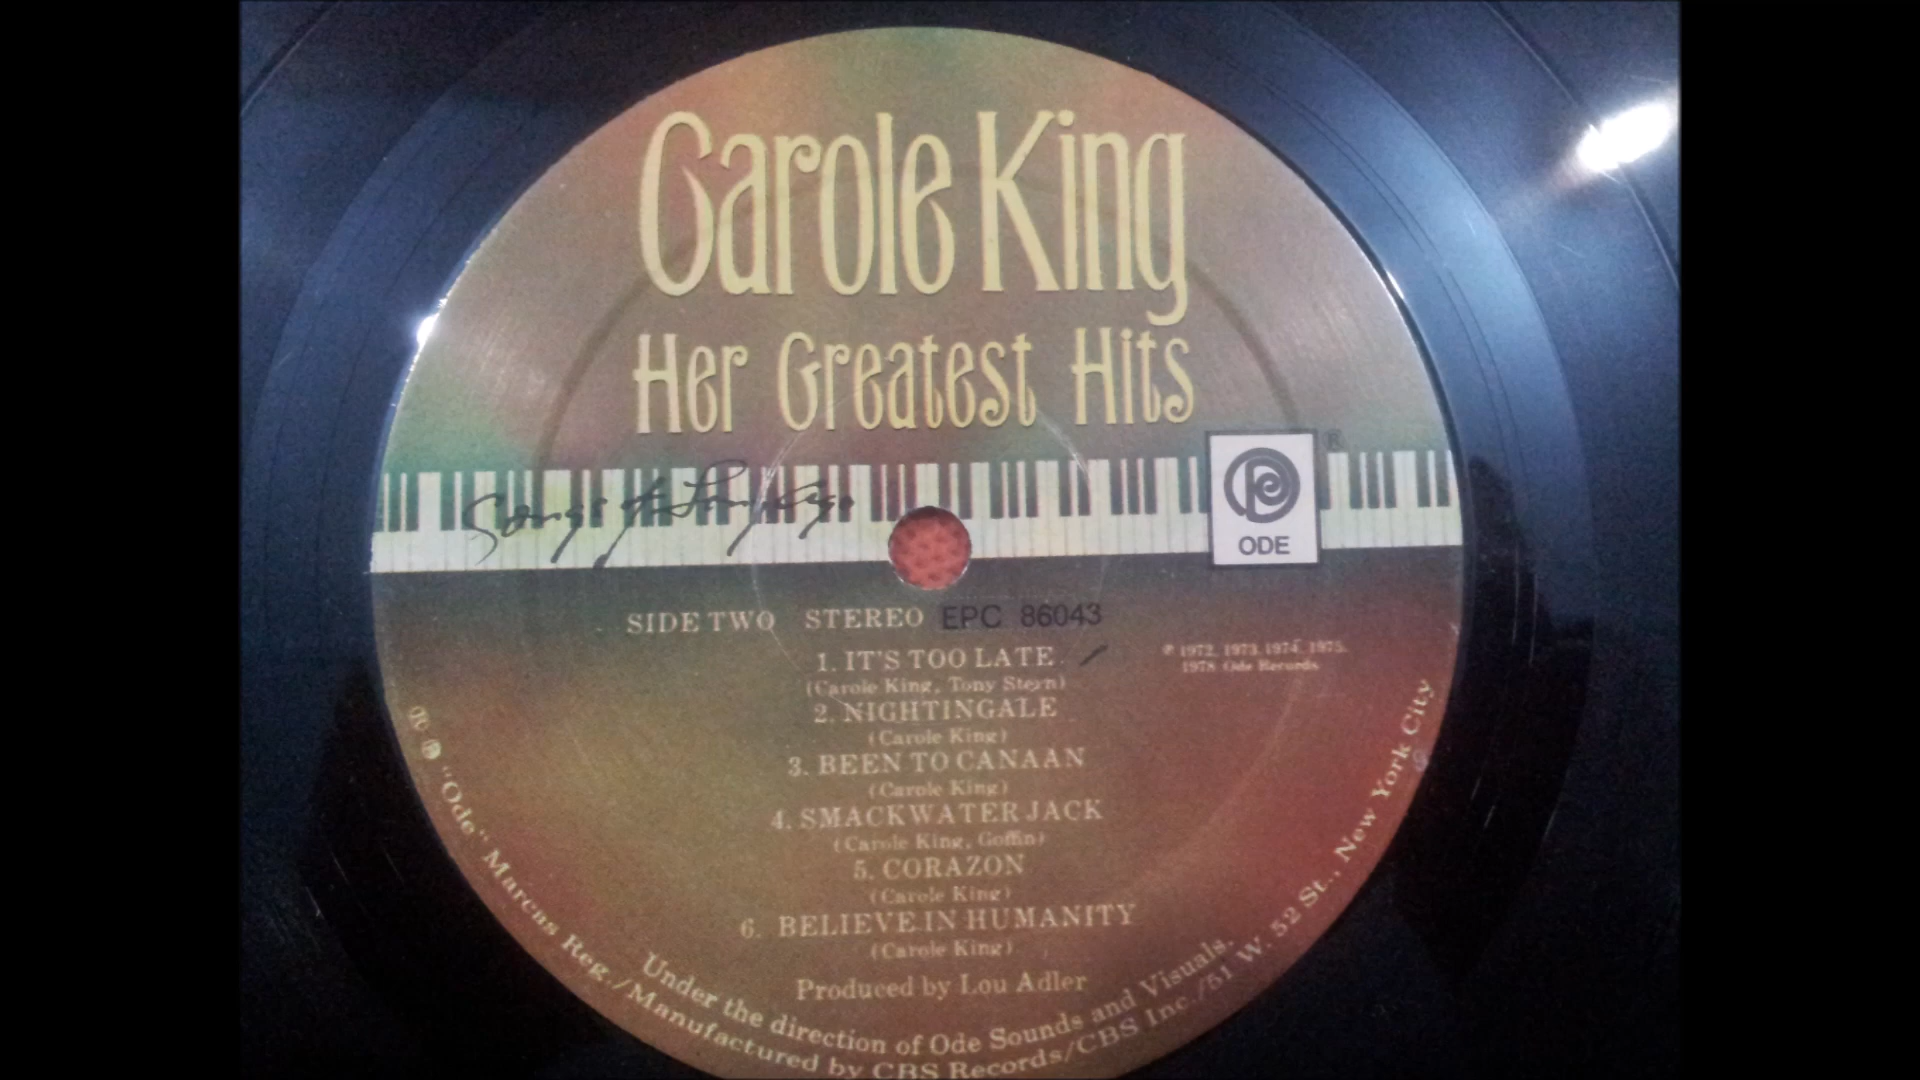 Carole King
Her Greatest Hits
Songs of Long Ago
®
ODE
SIDE TWO STEREO EPC 86043
1. IT'S TOO LATE
(Carole King, Tony Stern)
2. NIGHTINGALE
(Carole King)
3. BEEN TO CANAAN
(Carole King)
4. SMACKWATER JACK
(Carole King, Goffin)
5. CORAZON
(Carole King)
6. BELIEVE IN HUMANITY
(Carole King)
℗ 1972, 1973, 1974, 1975,
1978 Ode Records
Produced by Lou Adler
Under the direction of Ode Sounds and Visuals.
"Ode" Marcas Reg./Manufactured by CBS Records/CBS Inc./51 W. 52 St., New York City